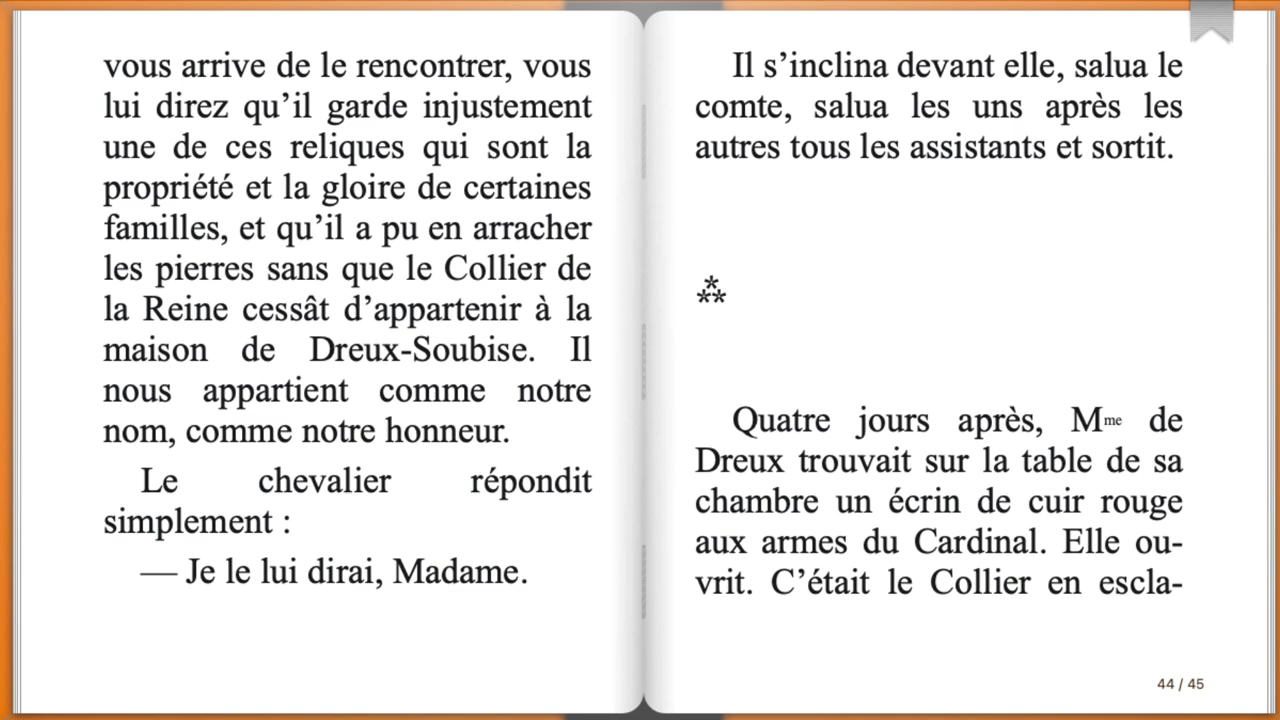 vous arrive de le rencontrer, vous
lui direz qu’il garde injustement
une de ces reliques qui sont la
propriété et la gloire de certaines
familles, et qu’il a pu en arracher
les pierres sans que le Collier de
la Reine cessât d’appartenir à la
maison de Dreux-Soubise. Il
nous appartient comme notre
nom, comme notre honneur.
Le chevalier répondit
simplement :
— Je le lui dirai, Madame.
Il s’inclina devant elle, salua le
comte, salua les uns après les
autres tous les assistants et sortit.
⁂
Quatre jours après, Mme de
Dreux trouvait sur la table de sa
chambre un écrin de cuir rouge
aux armes du Cardinal. Elle ou-
vrit. C’était le Collier en escla-
44 / 45